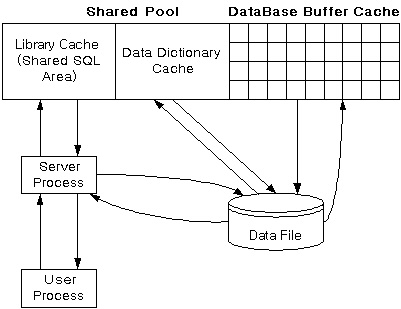 Shared Pool
DataBase Buffer Cache
Library Cache
(Shared SQL
Area)
Data Dictionary
Cache
Server
Process
Data File
User
Process